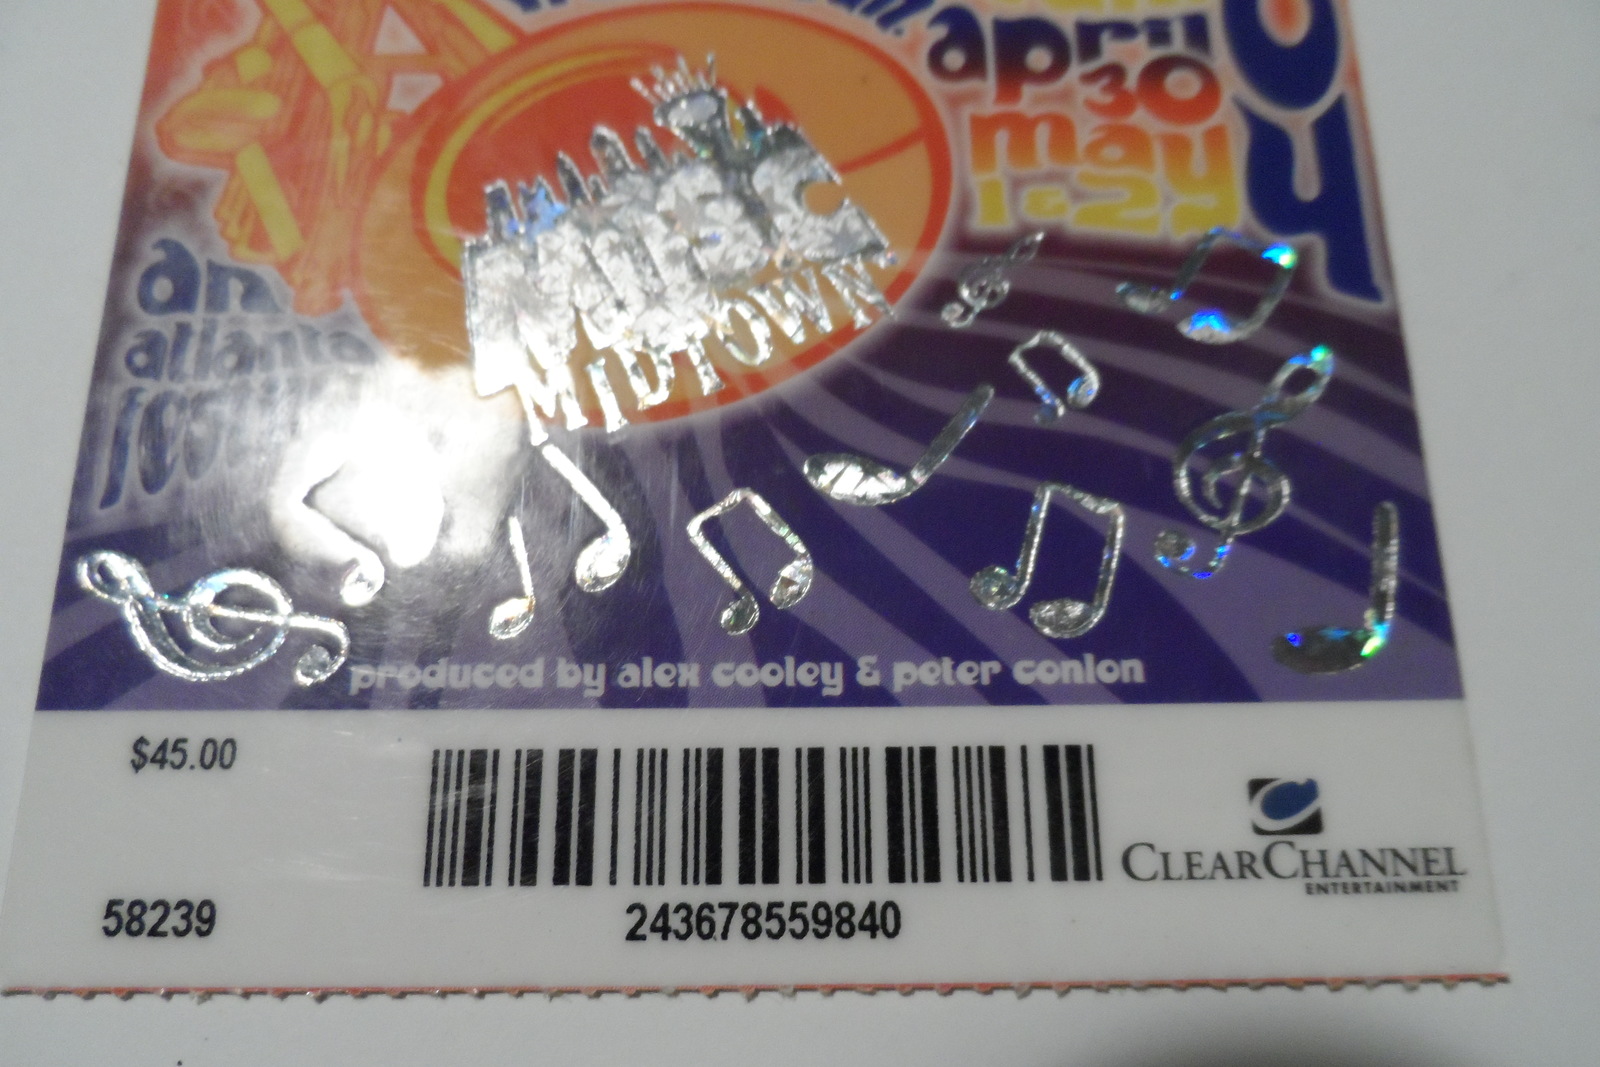 april
30
may
1 & 2
04
an
atlanta
MUSIC
MIDTOWN
produced by alex cooley & peter conlon
$45.00
58239
243678559840
CLEARCHANNEL
ENTERTAINMENT